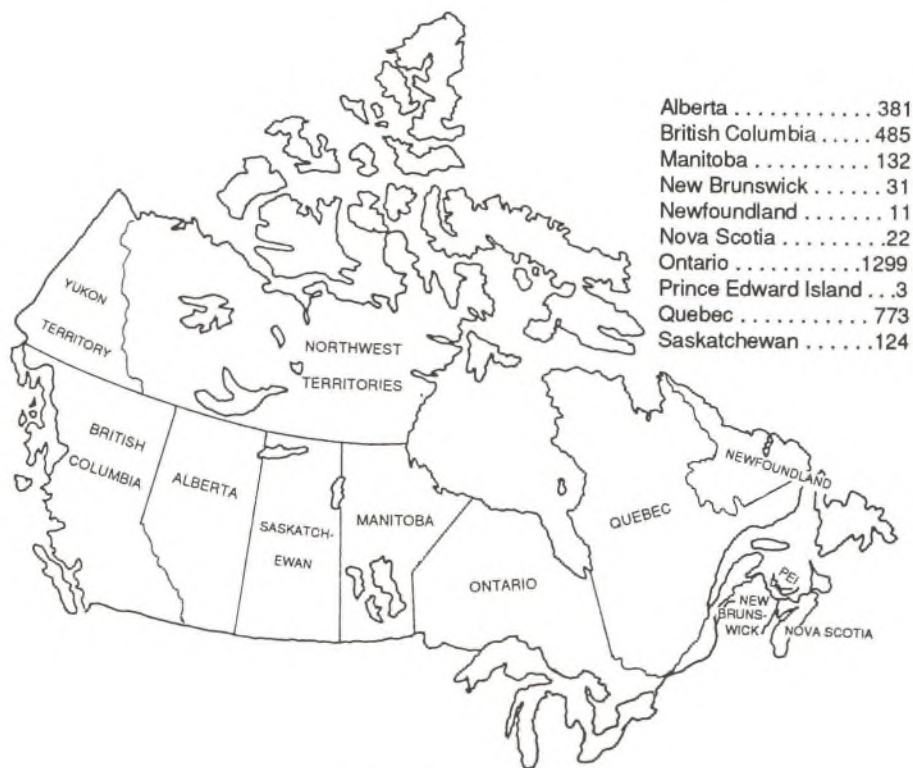 Alberta . . . . . . . . . . . . 381
British Columbia . . . . . 485
Manitoba . . . . . . . . . . 132
New Brunswick . . . . . . 31
Newfoundland . . . . . . . 11
Nova Scotia . . . . . . . . .22
Ontario . . . . . . . . . . .1299
Prince Edward Island . . .3
Quebec . . . . . . . . . . . 773
Saskatchewan . . . . . .124
YUKON
TERRITORY
NORTHWEST
TERRITORIES
BRITISH
COLUMBIA
ALBERTA
SASKATCH-
EWAN
MANITOBA
ONTARIO
QUEBEC
NEWFOUNDLAND
PEI
NEW
BRUNS-
WICK
NOVA SCOTIA